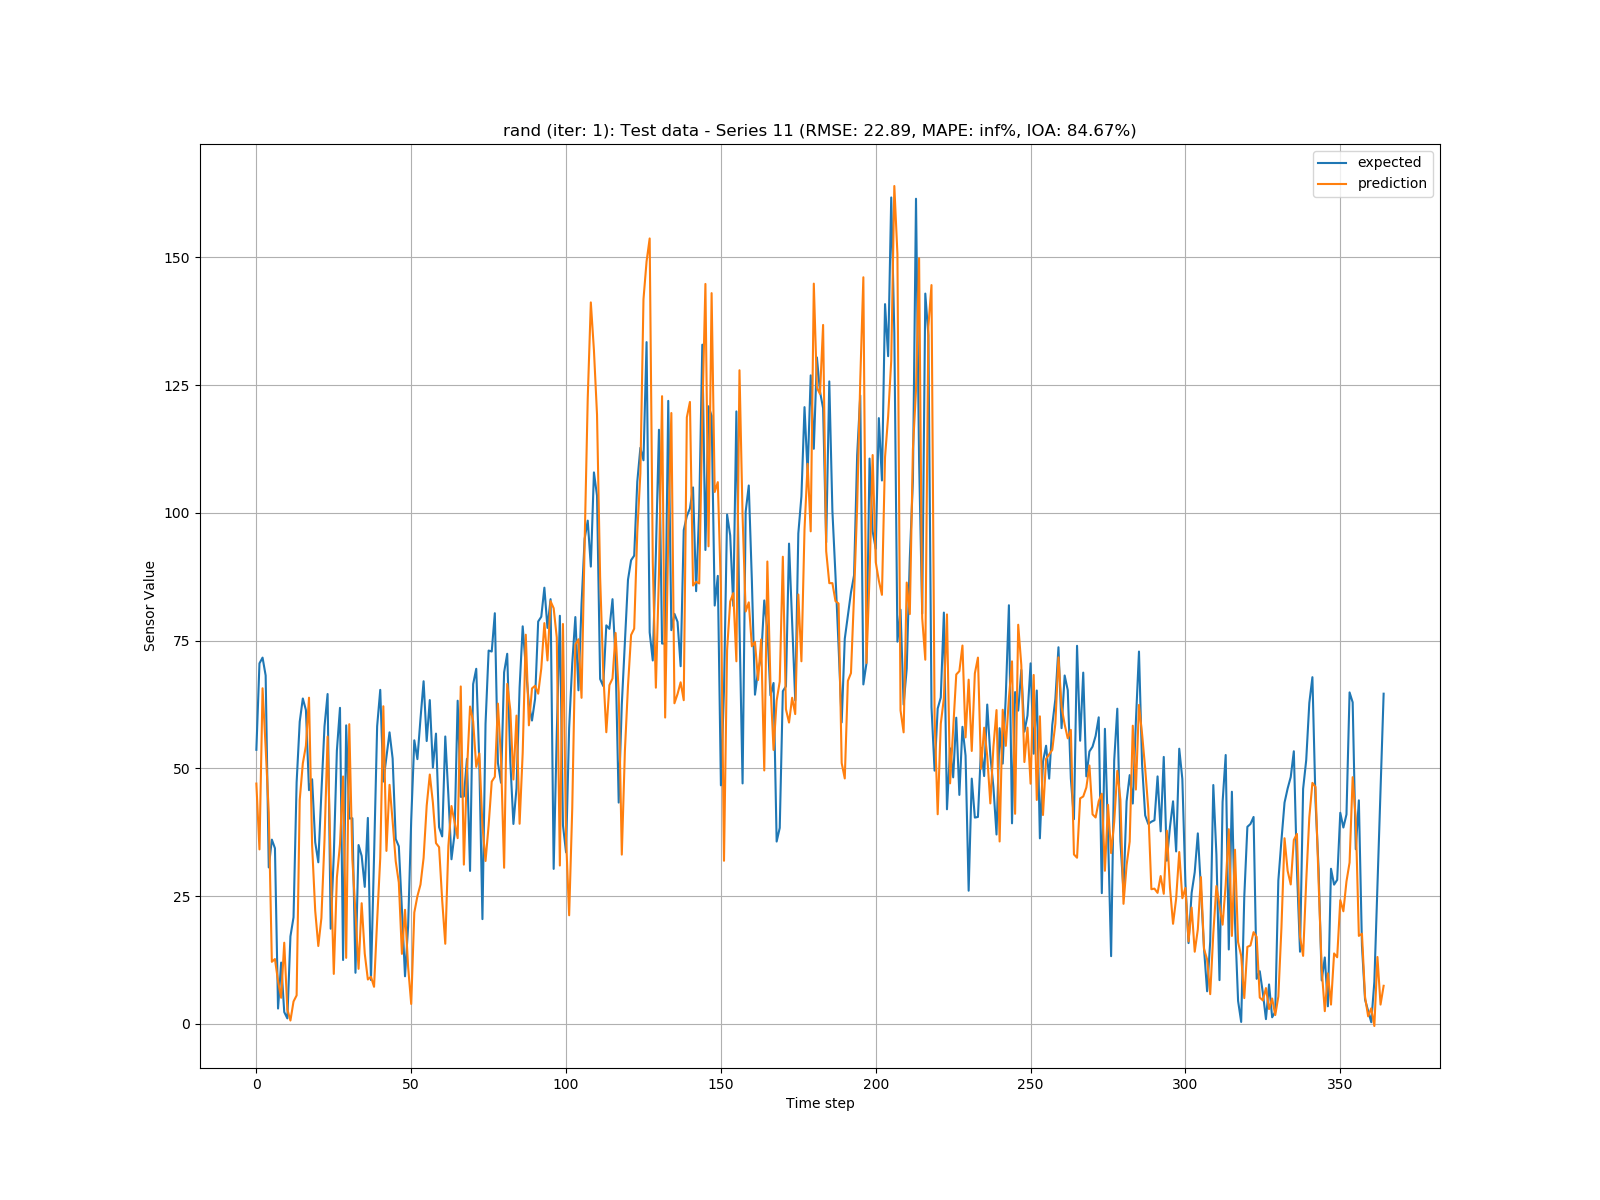 rand (iter: 1): Test data - Series 11 (RMSE: 22.89, MAPE: inf%, IOA: 84.67%)
expected
prediction
150
125
100
75
50
25
0
Sensor Value
0 50 100 150 200 250 300 350
Time step